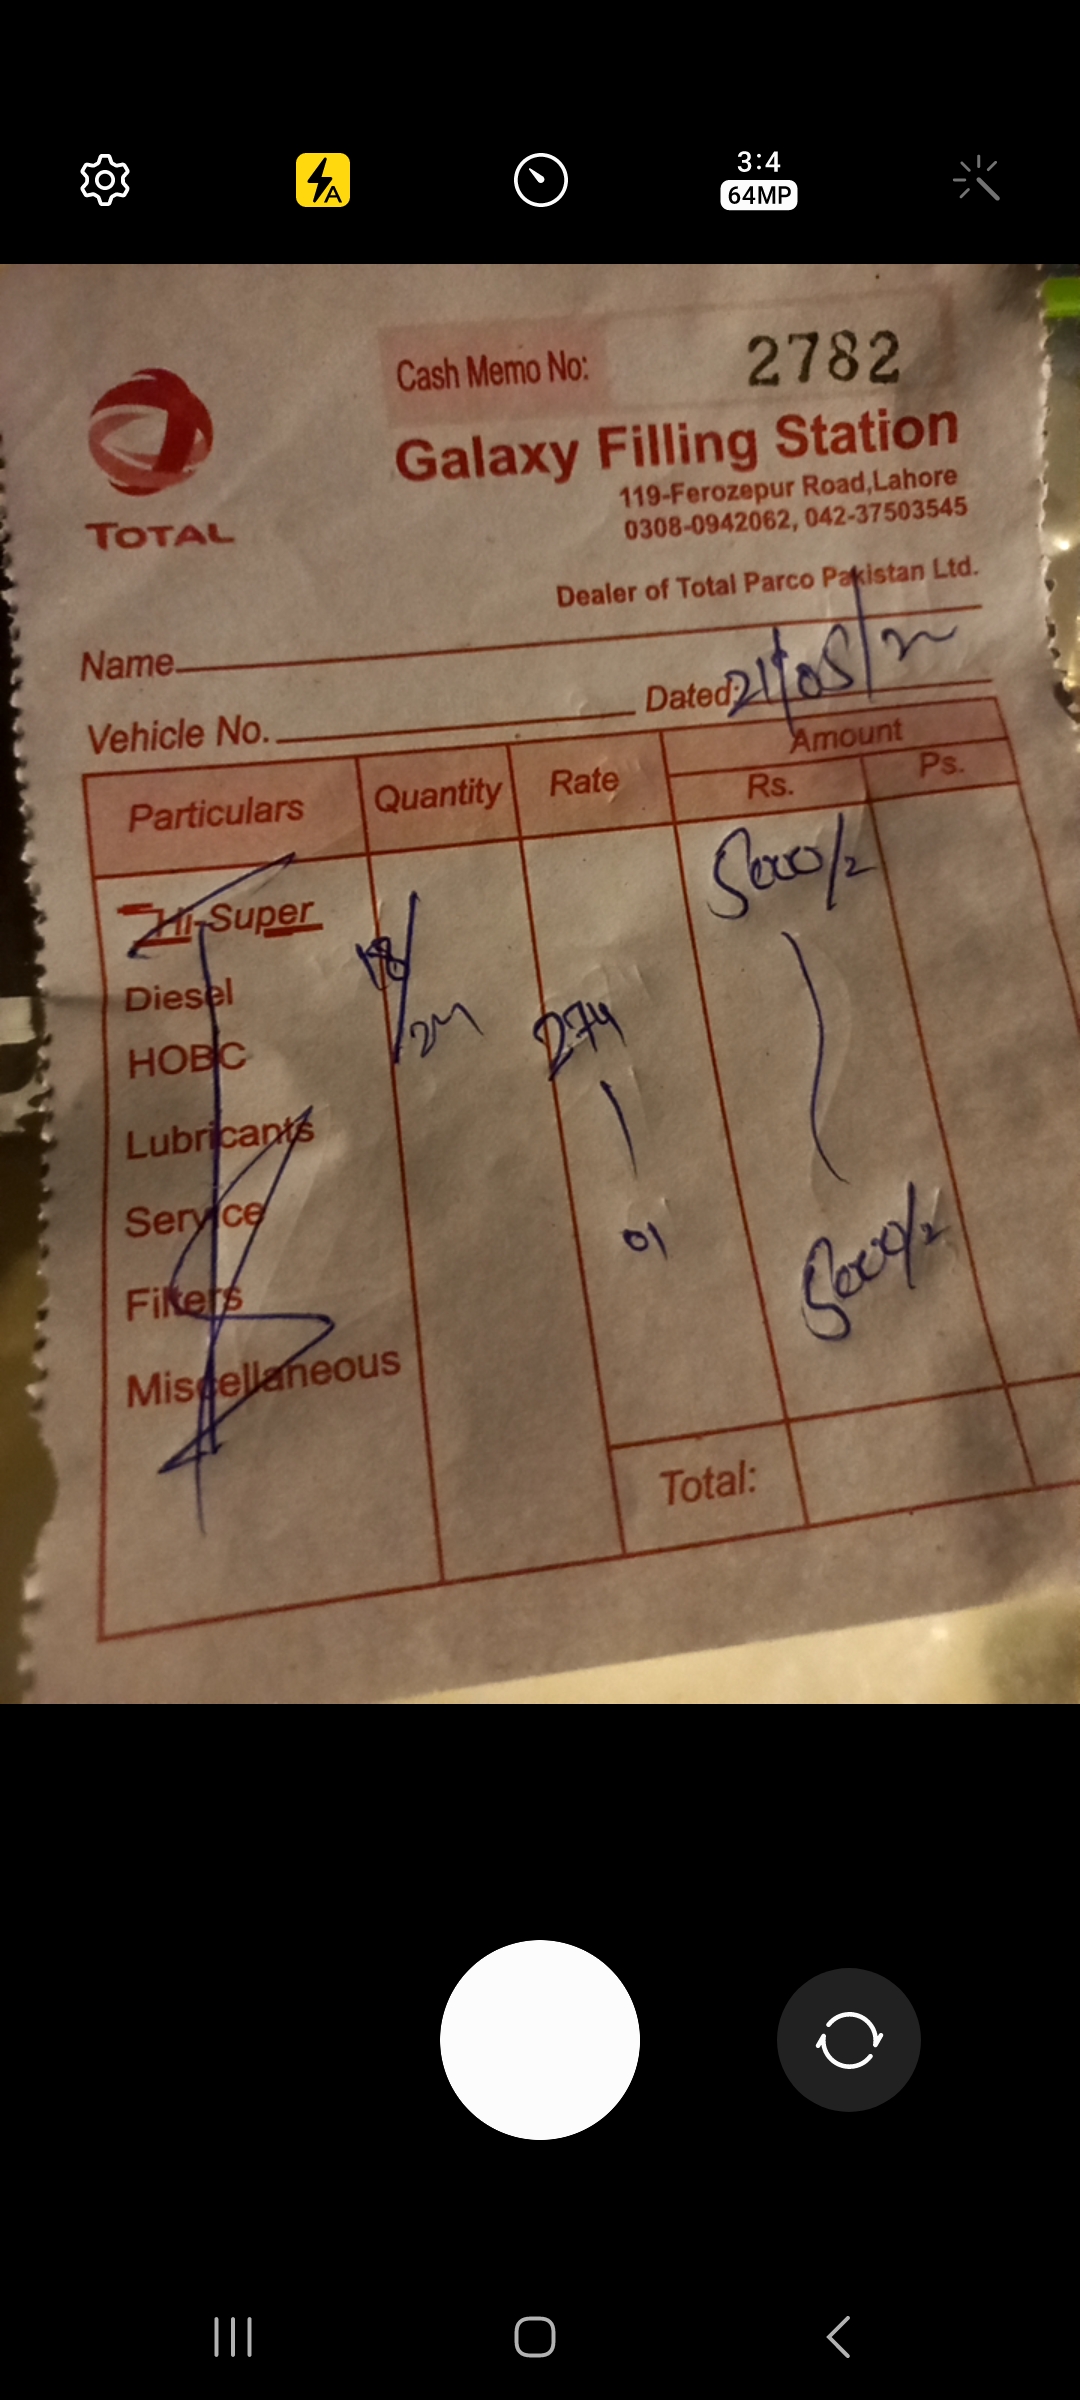 3:4
A
64MP
Cash Memo No: 2782
TOTAL
Galaxy Filling Station
119-Ferozepur Road,Lahore
0308-0942062, 042-37503545
Dealer of Total Parco Pakistan Ltd.
Name
Vehicle No. Dated: 21/05/
Particulars Quantity Rate Amount
Rs. Ps.
5000/
Hi-Super
18/
Diesel
274
HOBC
Lubricants
Service
01 5000/
Filters
Miscellaneous
Total: